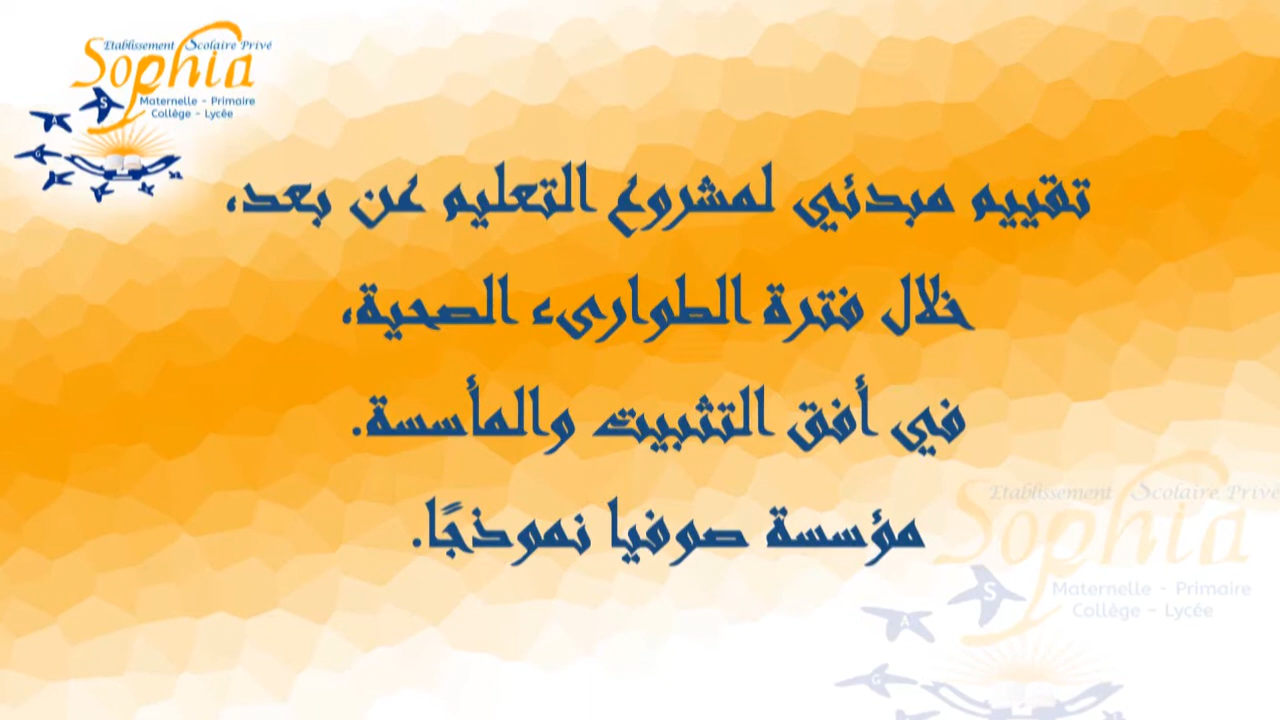 Etablissement Scolaire Privé
Sophia
Maternelle - Primaire
Collège - Lycée
S
A
G
تقييم مبدئي لمشروع التعليم عن بعد،
خلال فترة الطوارىء الصحية،
في أفق التثبيت والمأسسة.
مؤسسة صوفيا نموذجًا.
Etablissement Scolaire Privé
Sophia
Maternelle - Primaire
Collège - Lycée
S
A
G